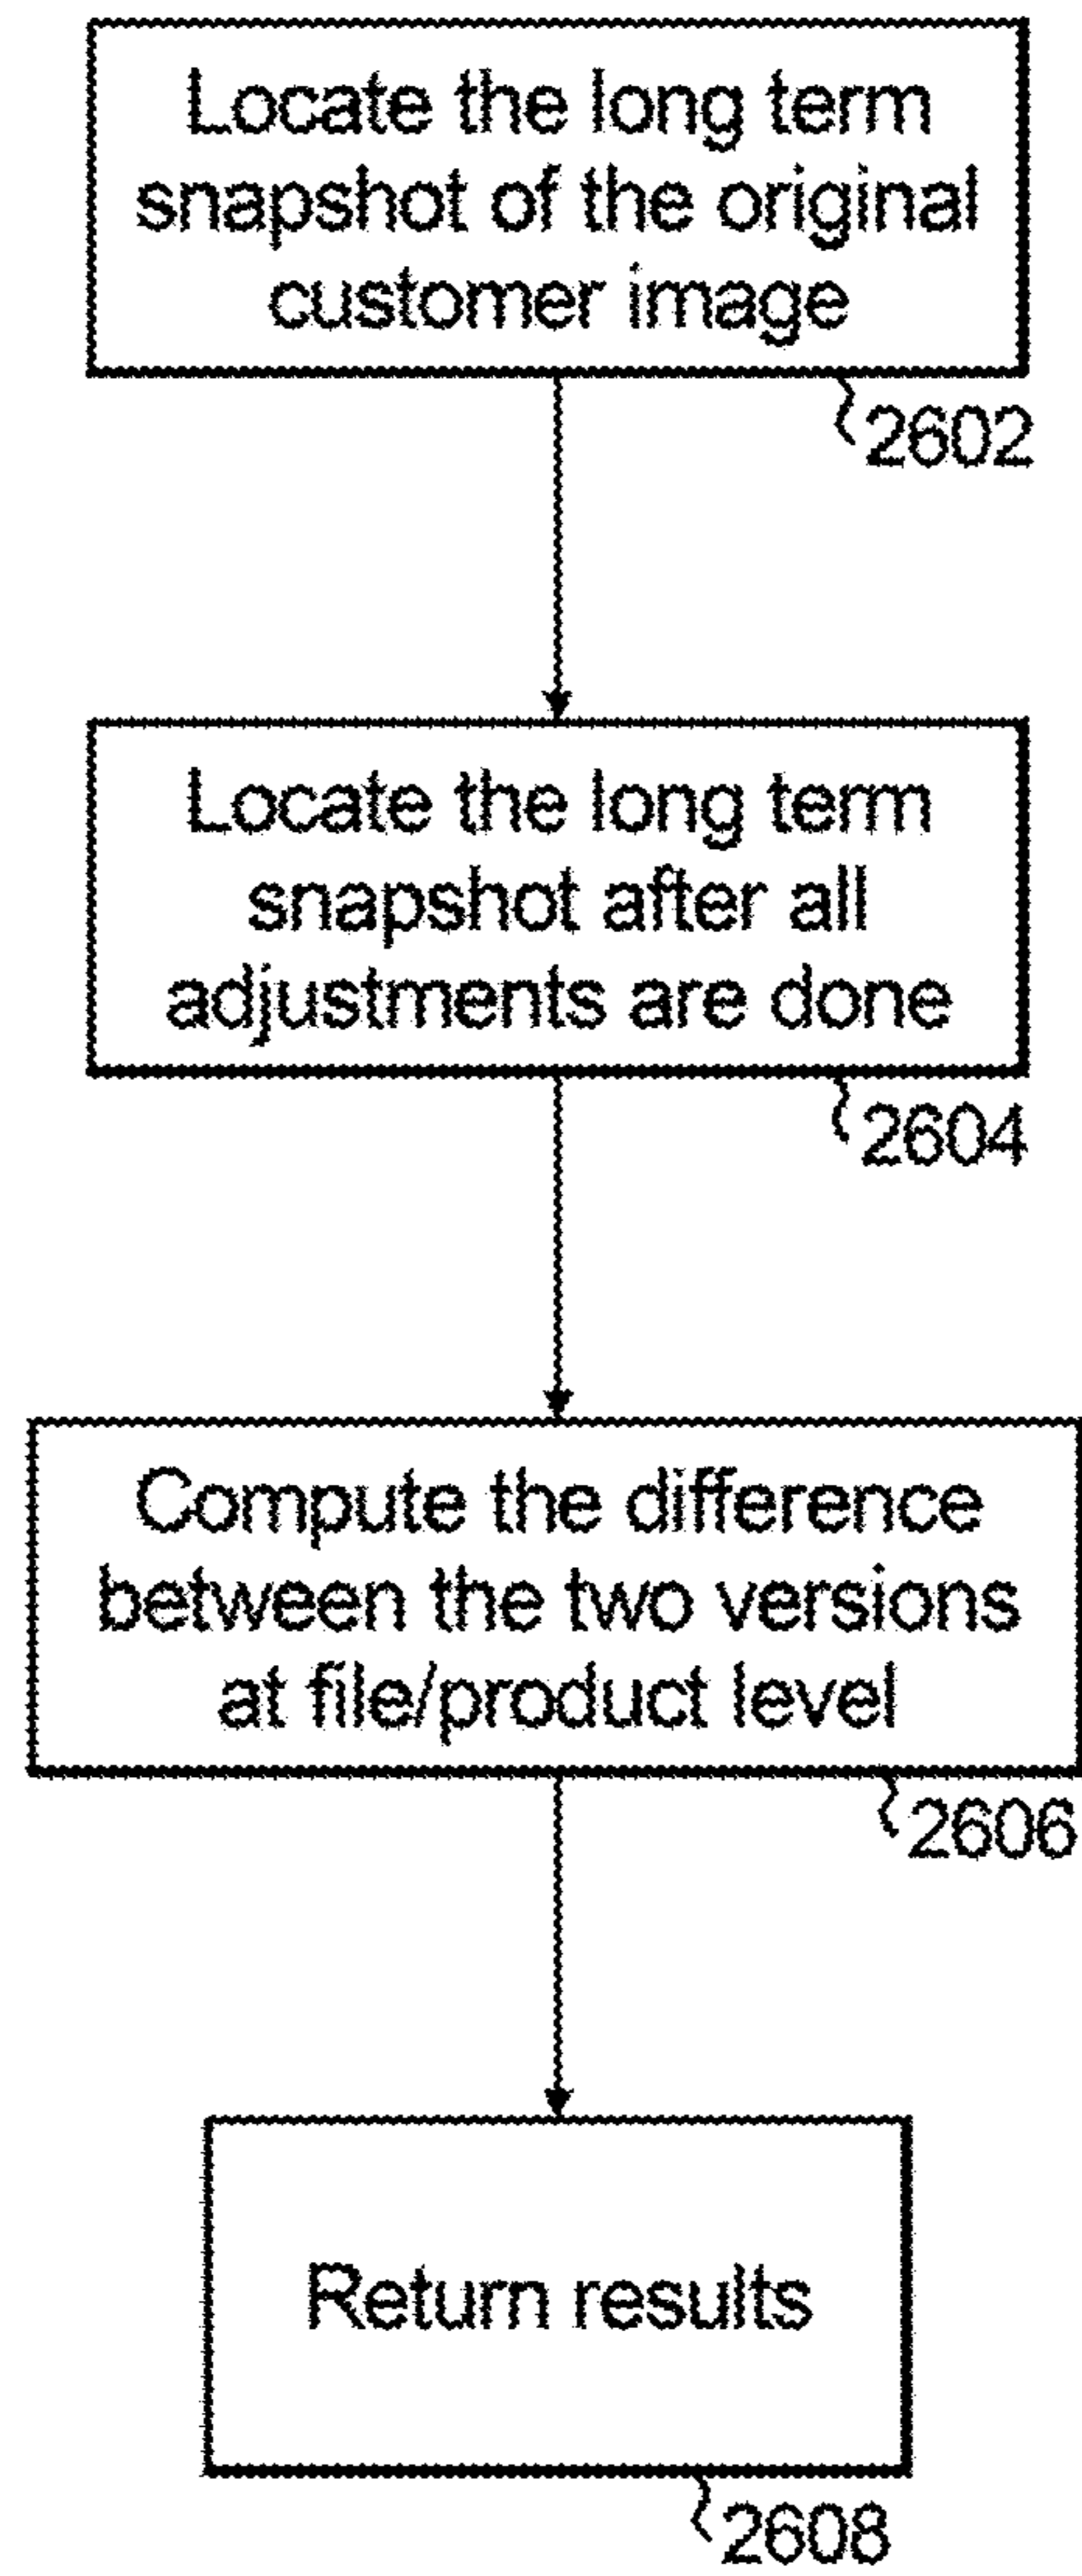 Locate the long term
snapshot of the original
customer image
2602
Locate the long term
snapshot after all
adjustments are done
2604
Compute the difference
between the two versions
at file/product level
2606
Return results
2608